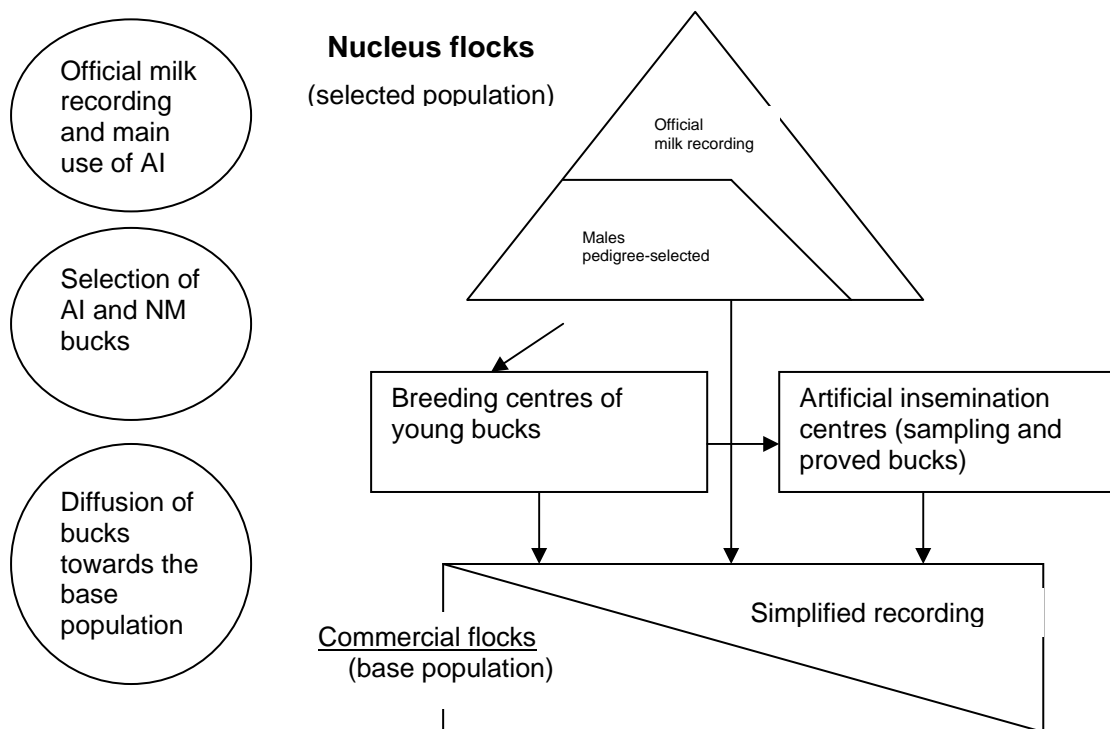 Official milk
recording
and main
use of AI
Nucleus flocks
(selected population)
Official
milk recording
Males
pedigree-selected
Selection of
AI and NM
bucks
Breeding centres of
young bucks
Artificial insemination
centres (sampling and
proved bucks)
Diffusion of
bucks
towards the
base
population
Simplified recording
Commercial flocks
(base population)